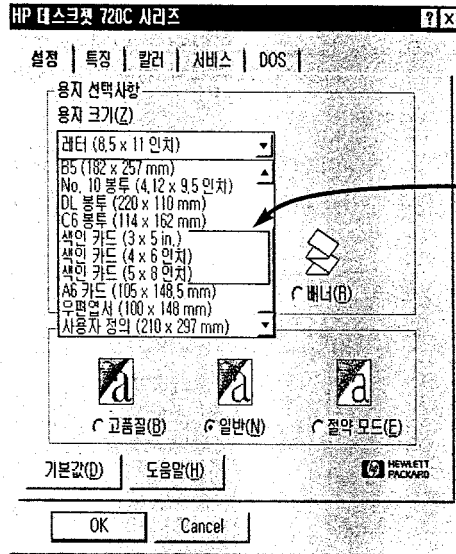 HP 데스크젯 720C 시리즈
설정 특징 칼러 서비스 DOS
용지 선택사항
용지 크기(Z)
레터 (8,5 x 11 인치)
B5 (182 x 257 mm)
No. 10 봉투 (4,12 x 9,5 인치)
DL 봉투 (220 x 110 mm)
C6 봉투 (114 x 162 mm)
색인 카드 (3 x 5 in.)
색인 카드 (4 x 6 인치)
색인 카드 (5 x 8 인치)
A6 카드 (105 x 148,5 mm)
우편엽서 (100 x 148 mm)
사용자 정의 (210 x 297 mm)
배너(R)
a a a
고품질(B) 일반(N) 절약 모드(E)
기본값(D) 도움말(H)
hp HEWLETT
PACKARD
OK Cancel